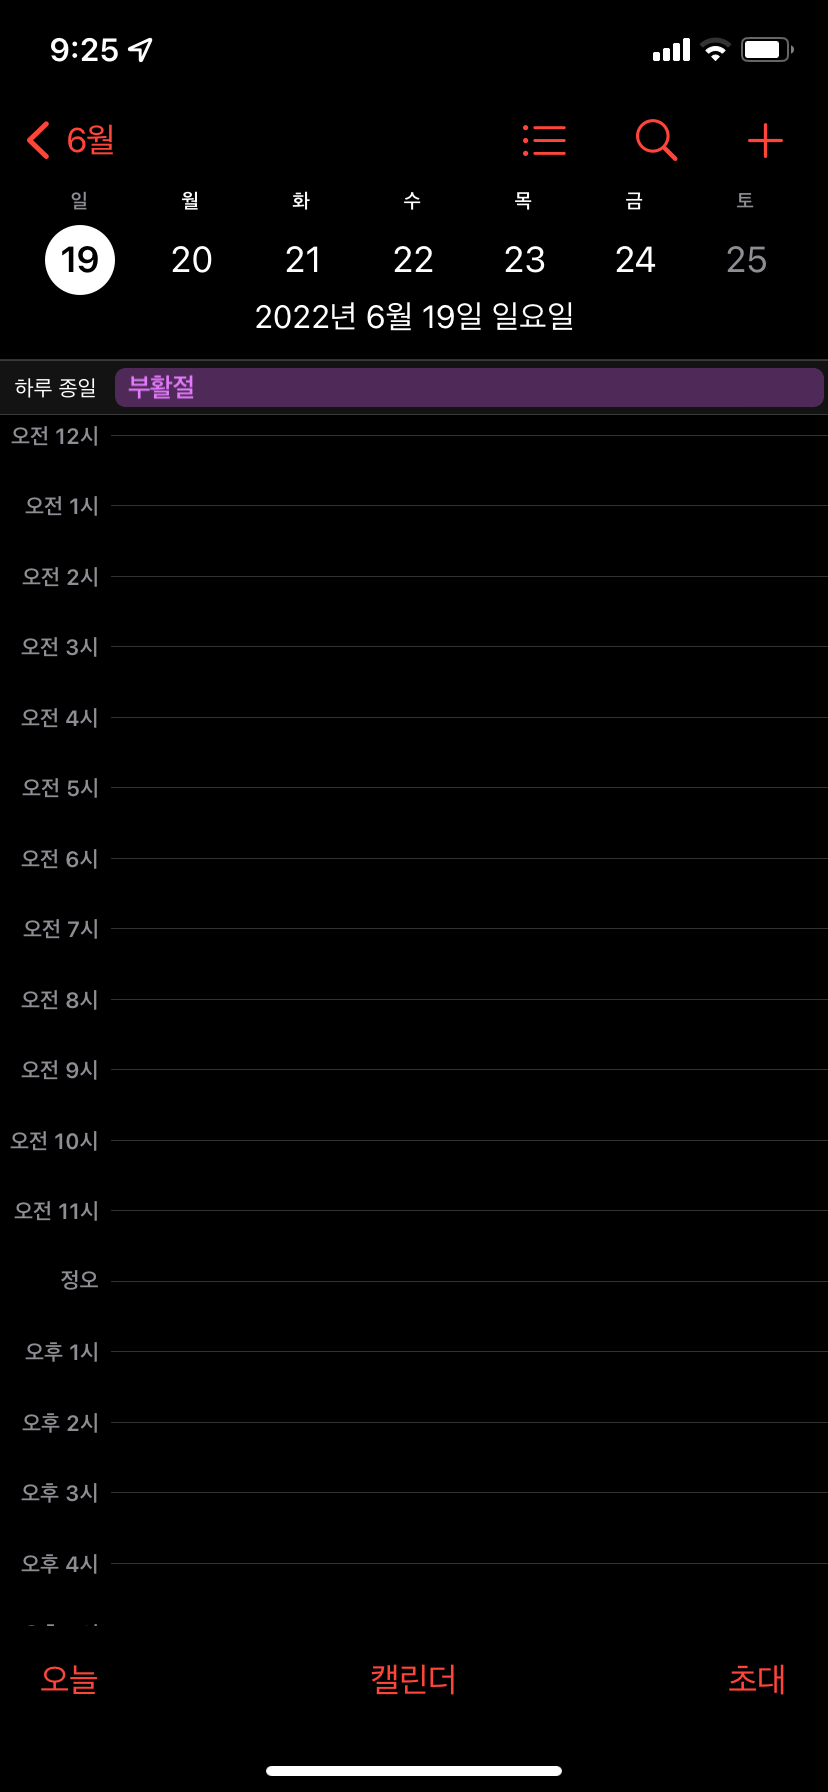 9:25
6월
일 월 화 수 목 금 토
19 20 21 22 23 24 25
2022년 6월 19일 일요일
하루 종일 부활절
오전 12시
오전 1시
오전 2시
오전 3시
오전 4시
오전 5시
오전 6시
오전 7시
오전 8시
오전 9시
오전 10시
오전 11시
정오
오후 1시
오후 2시
오후 3시
오후 4시
오늘 캘린더 초대